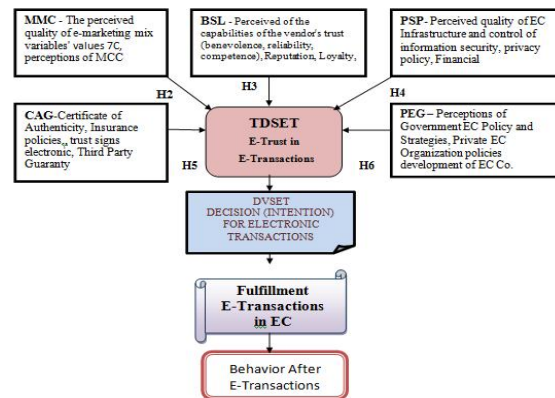 MMC - The perceived
quality of e-marketing mix
variables' values 7C,
perceptions of MCC
BSL - Perceived of the
capabilities of the vendor's trust
(benevolence, reliability,
competence), Reputation, Loyalty,
PSP- Perceived quality of EC
Infrastructure and control of
information security, privacy
policy, Financial
H2
H3
H4
CAG-Certificate of
Authenticity, Insurance
policies,, trust signs
electronic, Third Party
Guaranty
TDSET
E-Trust in
E-Transactions
PEG – Perceptions of
Government EC Policy and
Strategies, Private EC
Organization policies
development of EC Co.
H5
H6
DVSET
DECISION (INTENTION)
FOR ELECTRONIC
TRANSACTIONS
Fulfillment
E-Transactions
in EC
Behavior After
E-Transactions